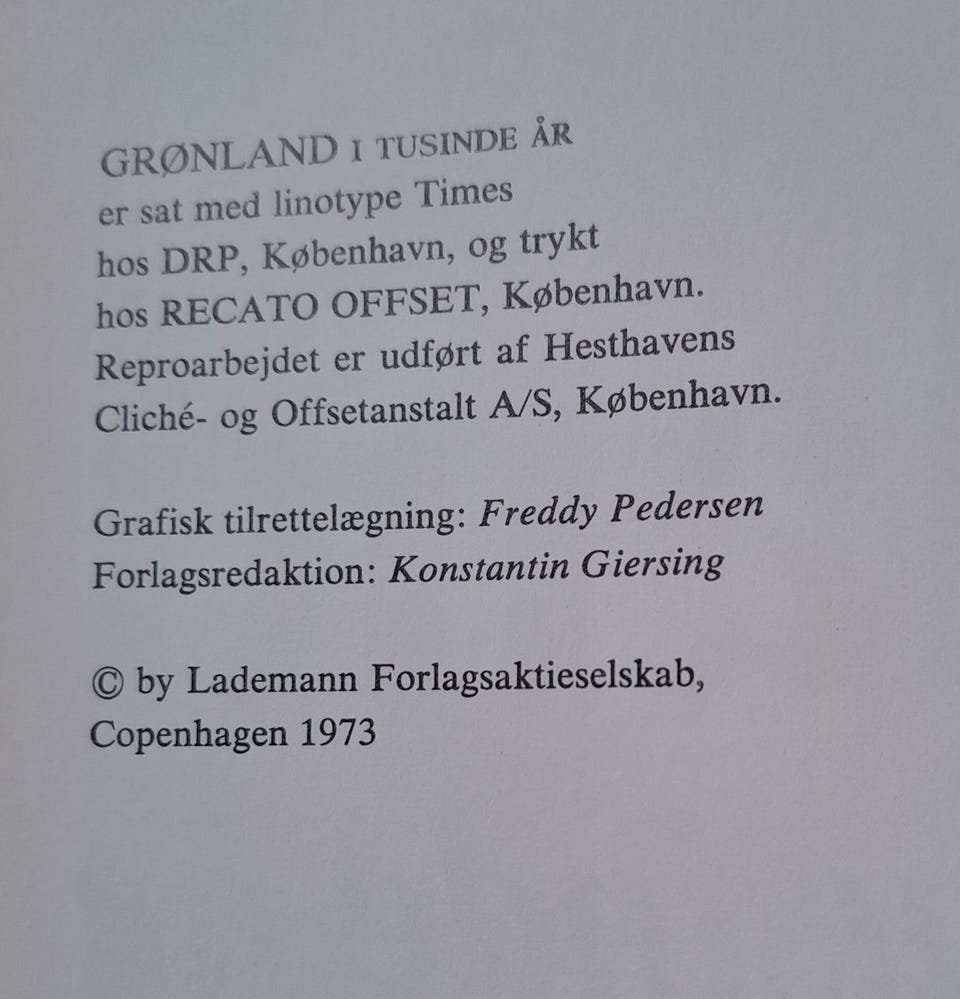 GRØNLAND I TUSINDE ÅR
er sat med linotype Times
hos DRP, København, og trykt
hos RECATO OFFSET, København.
Reproarbejdet er udført af Hesthavens
Cliché- og Offsetanstalt A/S, København.
Grafisk tilrettelægning: Freddy Pedersen
Forlagsredaktion: Konstantin Giersing
© by Lademann Forlagsaktieselskab,
Copenhagen 1973